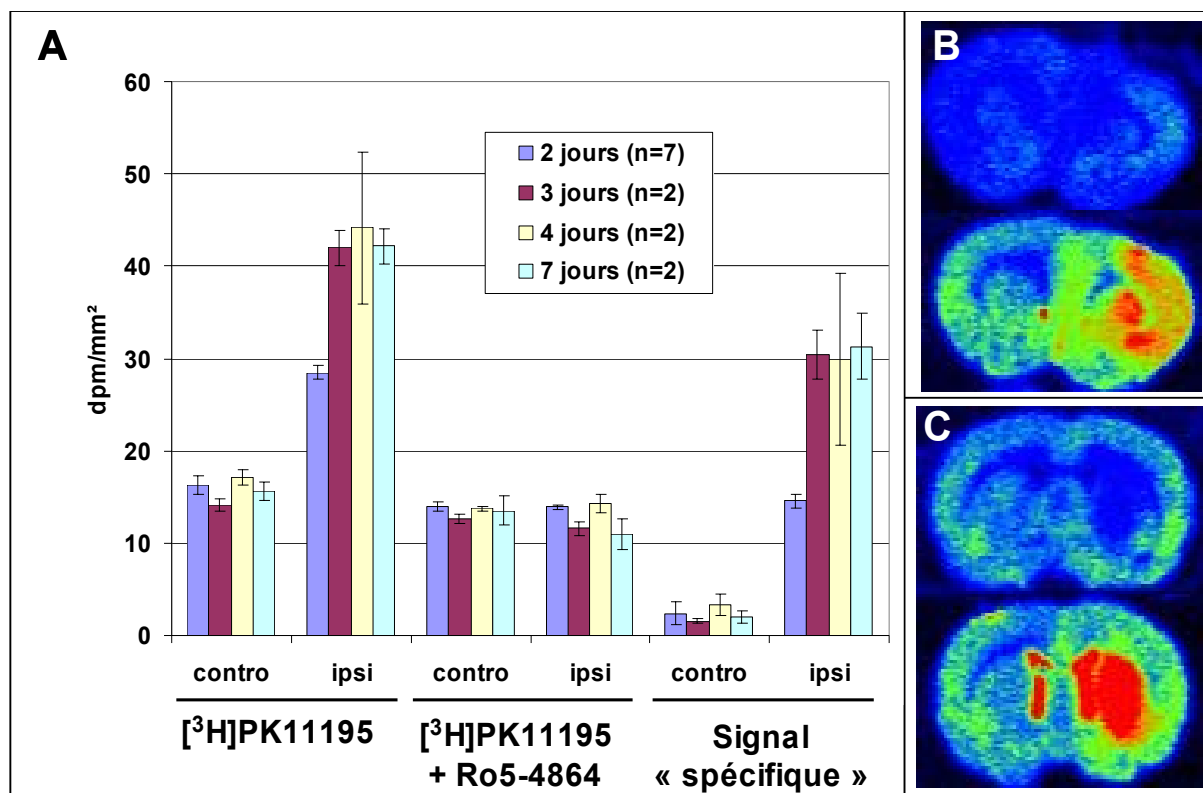 A
60
50
40
30
20
10
0
dpm/mm²
2 jours (n=7)
3 jours (n=2)
4 jours (n=2)
7 jours (n=2)
contro ipsi contro ipsi contro ipsi
[³H]PK11195
[³H]PK11195
+ Ro5-4864
Signal
« spécifique »
B
C